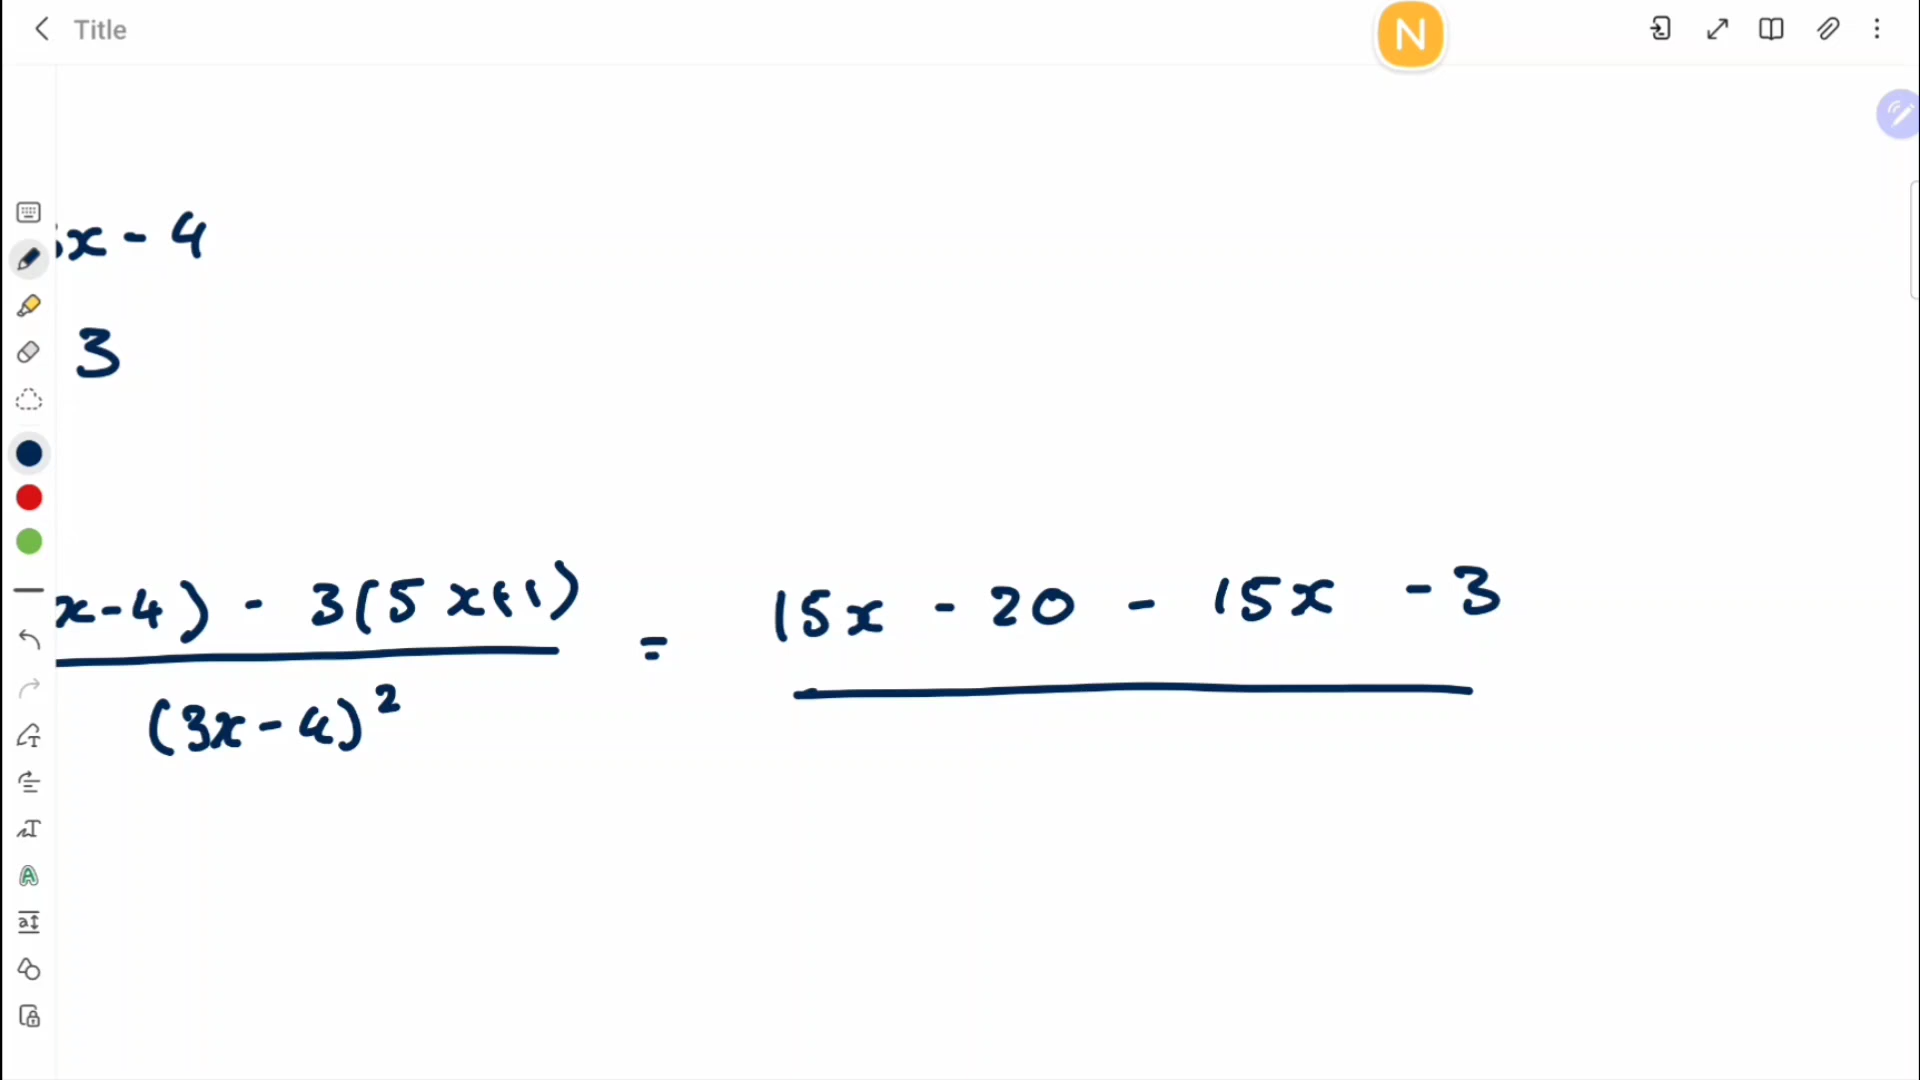 Title
N
x - 4
3
x - 4) - 3(5x+1) = 15x - 20 - 15x - 3
(3x - 4)²